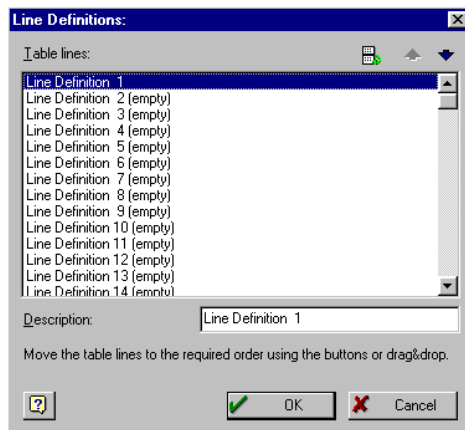 Line Definitions:
Table lines:
Line Definition 1
Line Definition 2 (empty)
Line Definition 3 (empty)
Line Definition 4 (empty)
Line Definition 5 (empty)
Line Definition 6 (empty)
Line Definition 7 (empty)
Line Definition 8 (empty)
Line Definition 9 (empty)
Line Definition 10 (empty)
Line Definition 11 (empty)
Line Definition 12 (empty)
Line Definition 13 (empty)
Line Definition 14 (empty)
Description:
Line Definition 1
Move the table lines to the required order using the buttons or drag&drop.
OK
Cancel